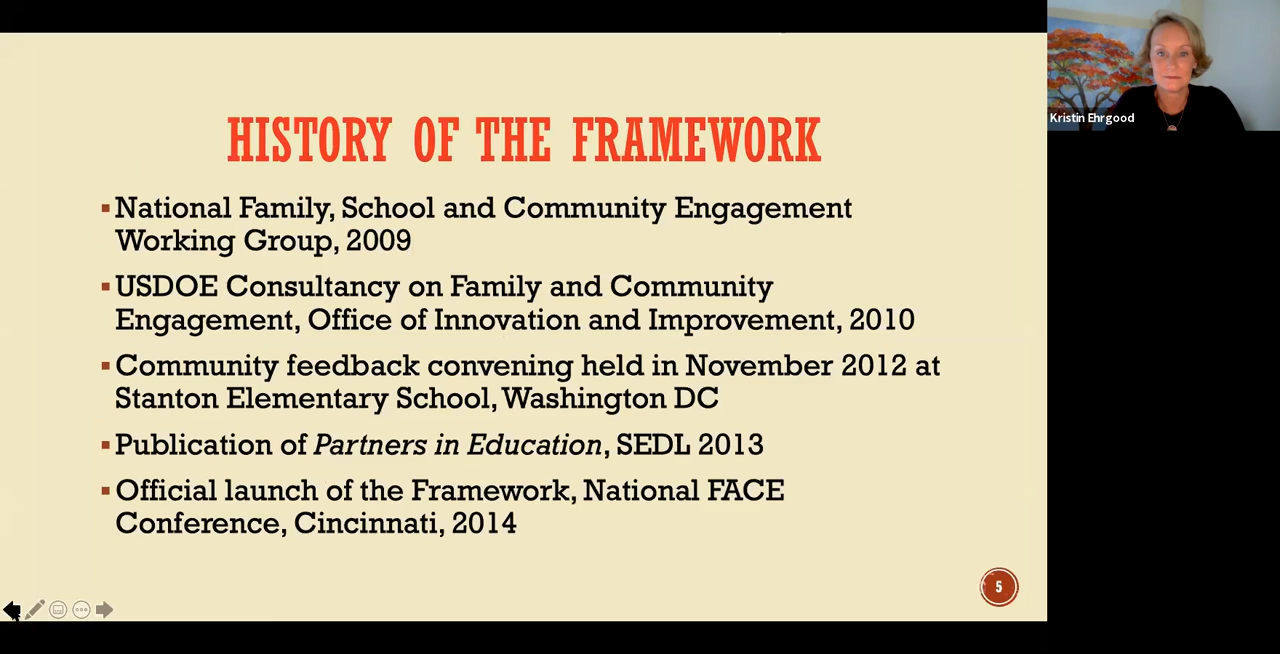 HISTORY OF THE FRAMEWORK
▪National Family, School and Community Engagement
Working Group, 2009
▪USDOE Consultancy on Family and Community
Engagement, Office of Innovation and Improvement, 2010
▪Community feedback convening held in November 2012 at
Stanton Elementary School, Washington DC
▪Publication of Partners in Education, SEDL 2013
▪Official launch of the Framework, National FACE
Conference, Cincinnati, 2014
5
Kristin Ehrgood